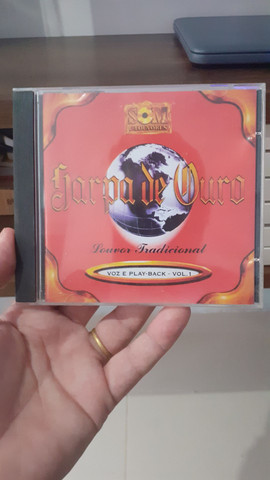 SOM
Harpa de Ouro
Louvor Tradicional
VOZ E PLAY-BACK - VOL. 1